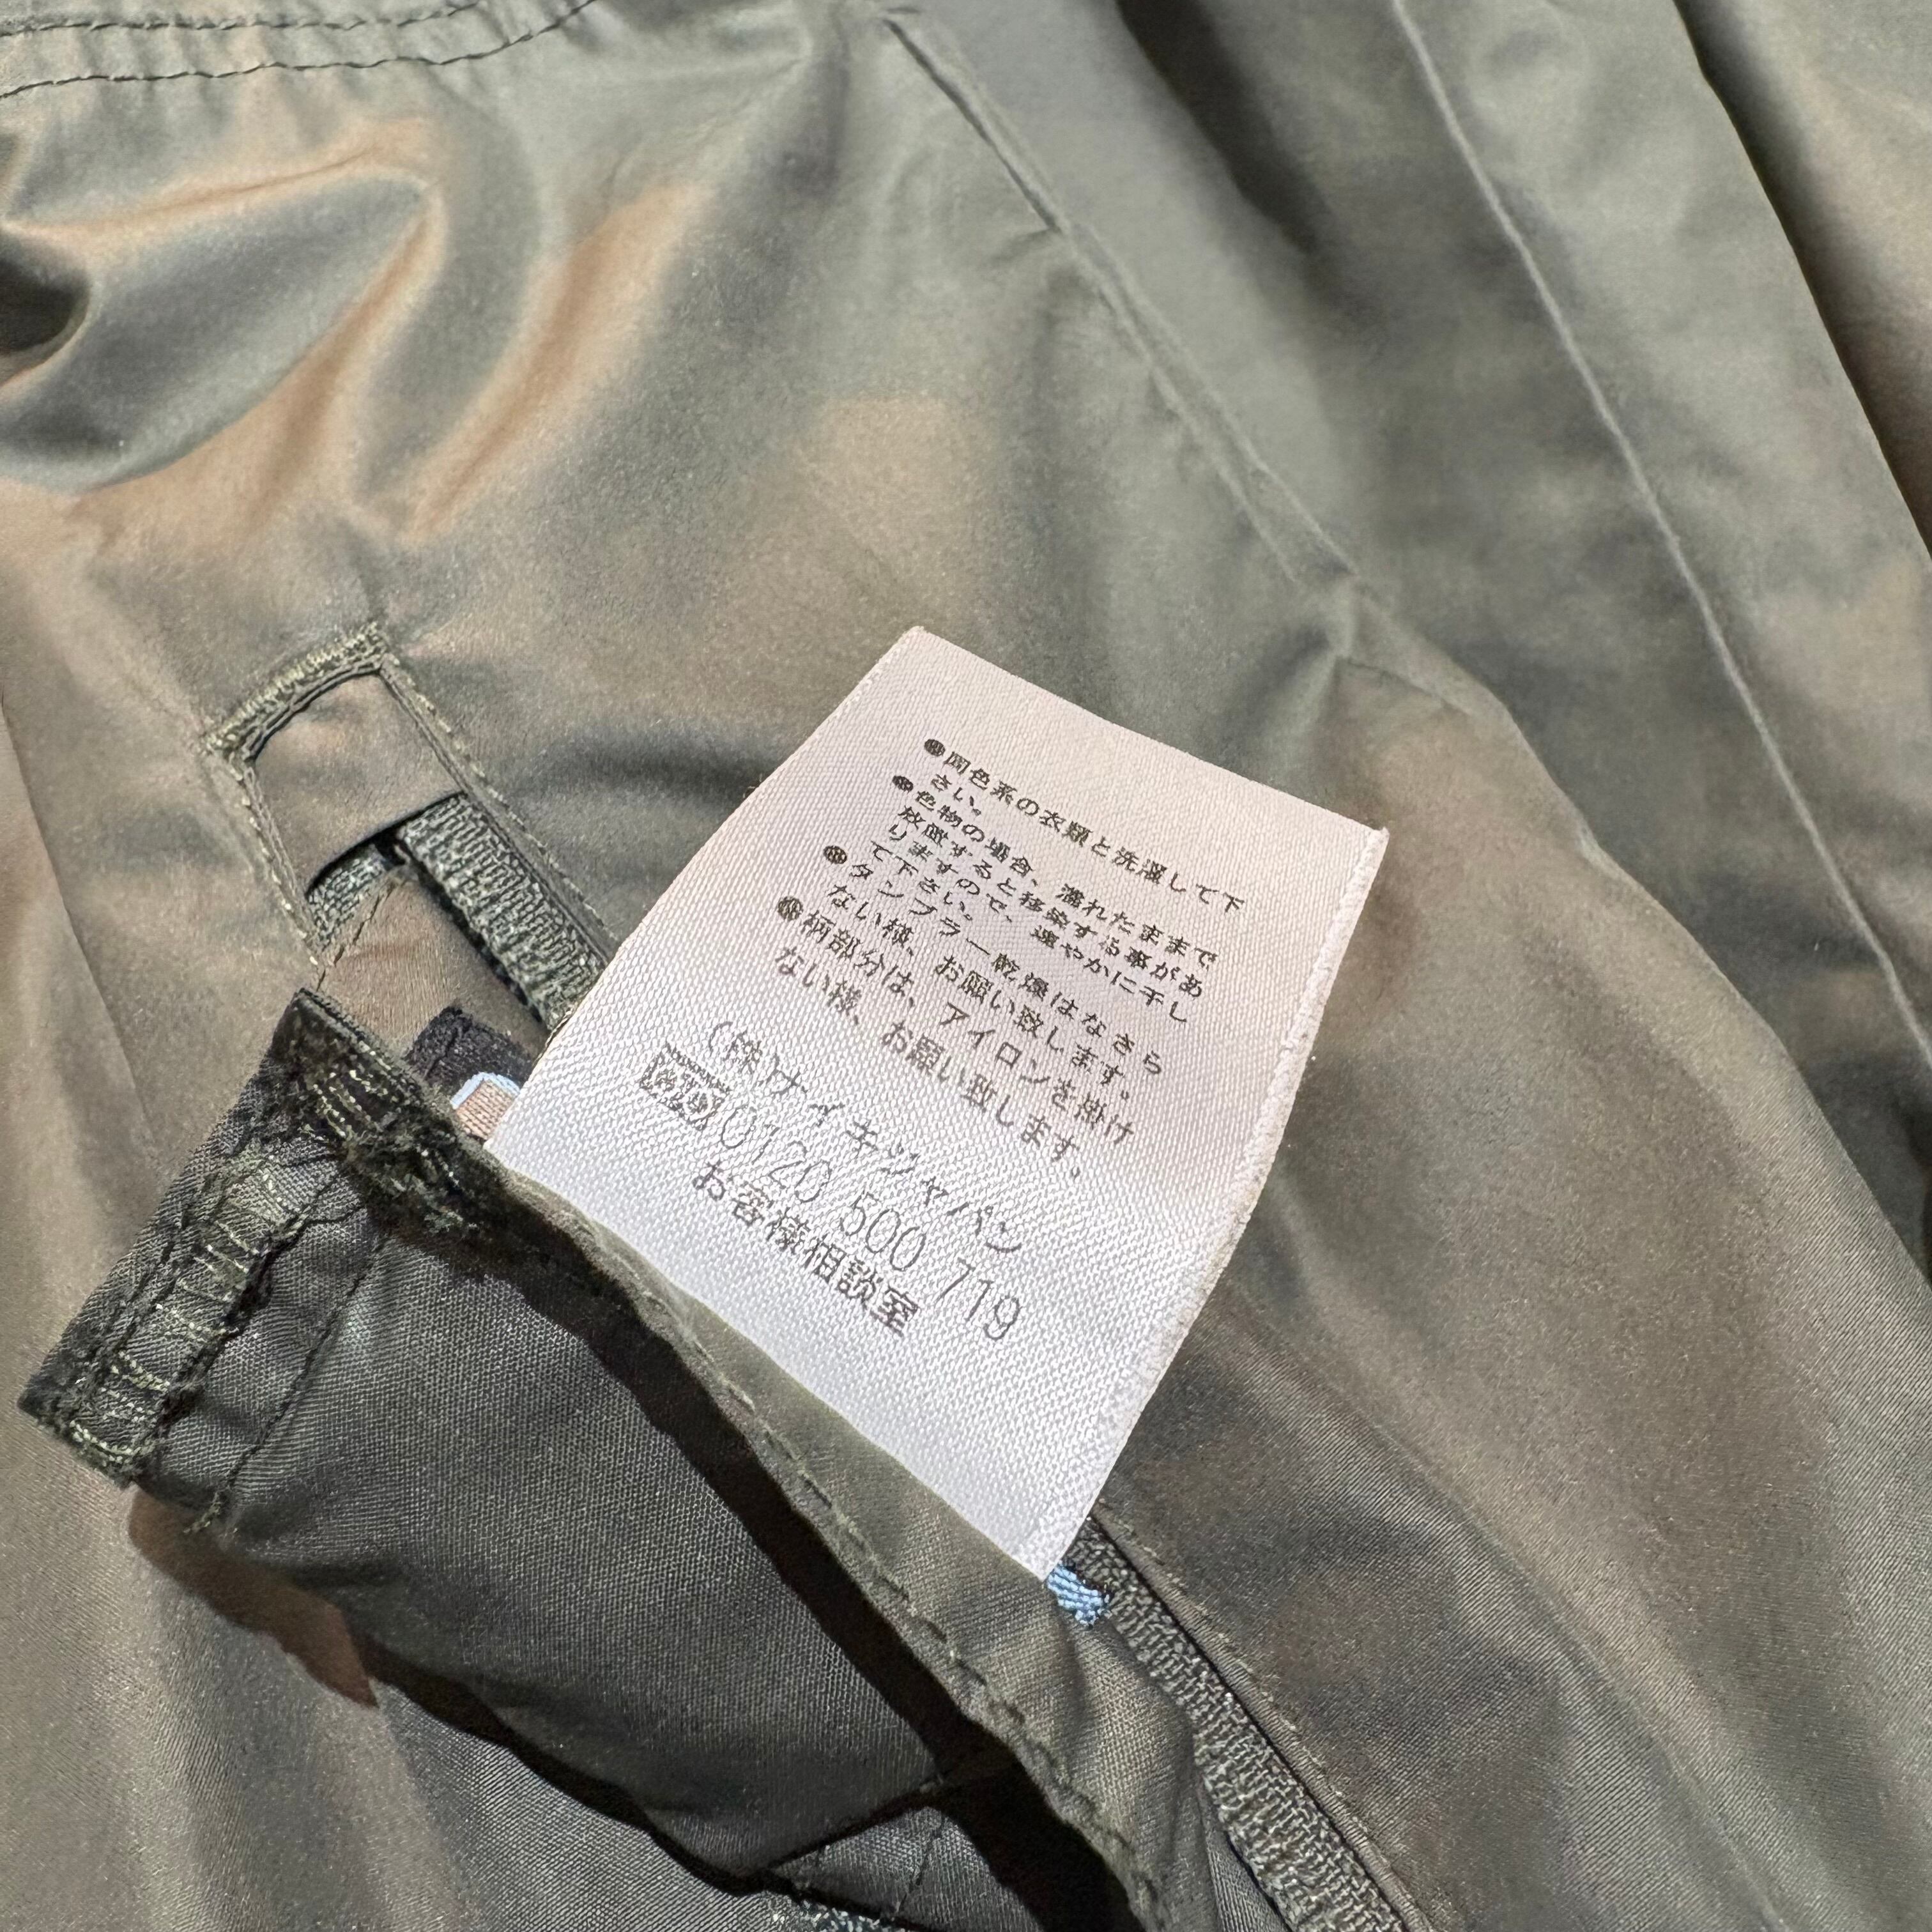 ●同色系の衣類と洗濯して下
さい。
●色物の場合、濡れたままで
放置すると移染する事があ
りますので、速やかに干し
て下さい。
●タンブラー乾燥はなさら
ない様、お願い致します。
●柄部分は、アイロンを掛け
ない様、お願い致します。
(株)ナイキジャパン
0120 500 719
お客様相談室